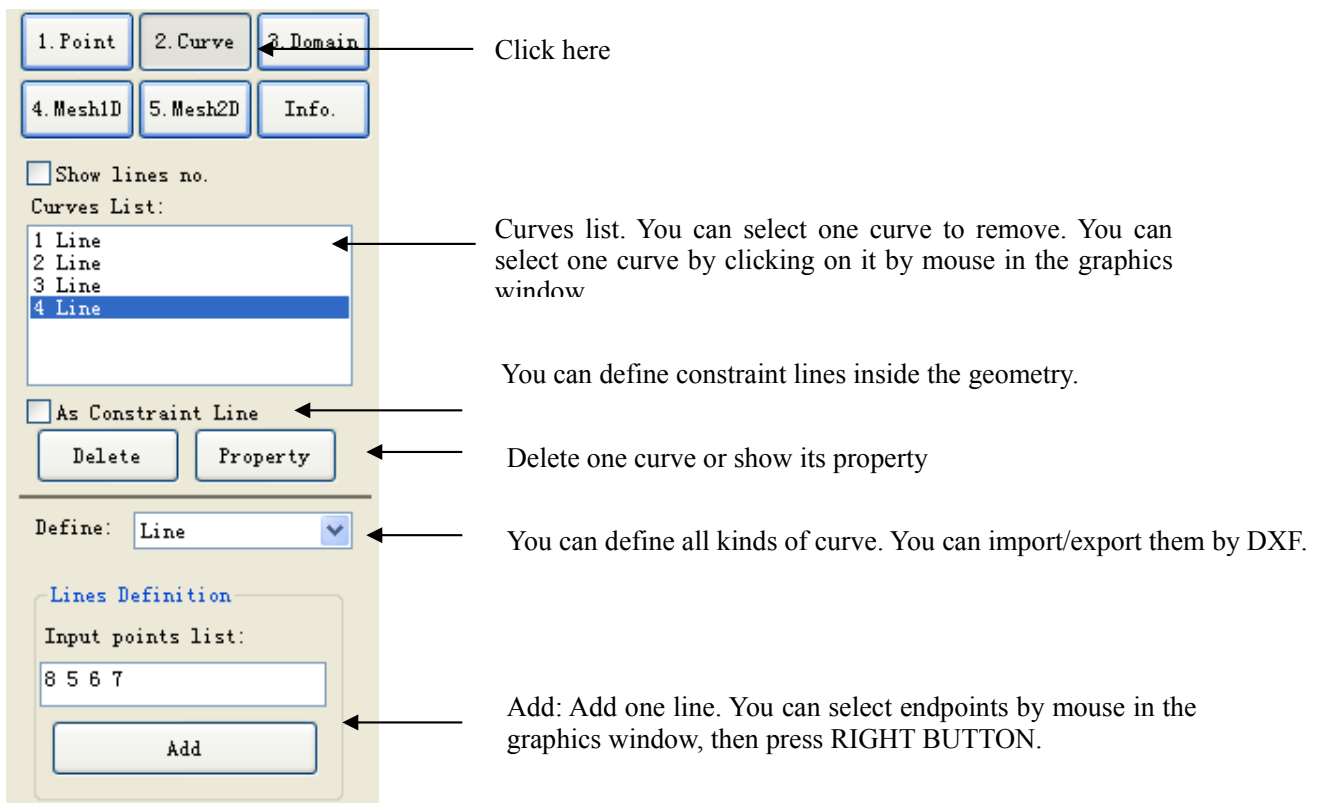 1.Point 2.Curve 3.Domain
Click here
4.Mesh1D 5.Mesh2D Info.
Show lines no.
Curves List:
1 Line
2 Line
3 Line
4 Line
Curves list. You can select one curve to remove. You can
select one curve by clicking on it by mouse in the graphics
window
You can define constraint lines inside the geometry.
As Constraint Line
Delete Property
Delete one curve or show its property
Define: Line
You can define all kinds of curve. You can import/export them by DXF.
Lines Definition
Input points list:
8 5 6 7
Add
Add: Add one line. You can select endpoints by mouse in the
graphics window, then press RIGHT BUTTON.